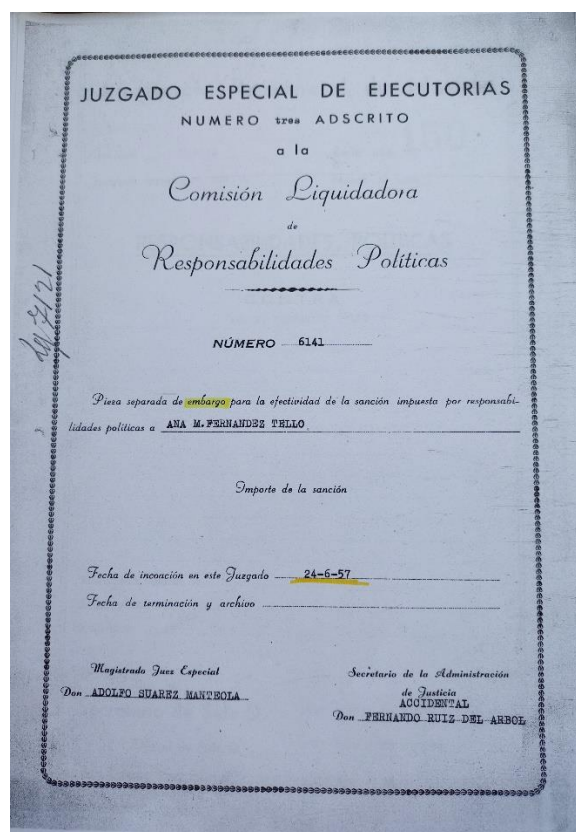 JUZGADO ESPECIAL DE EJECUTORIAS
NUMERO tres ADSCRITO
a la
Comisión Liquidadora
de
Responsabilidades Políticas
NÚMERO 6141
Pieza separada de embargo para la efectividad de la sanción impuesta por responsabi-
lidades políticas a ANA M. FERNANDEZ TELLO
Importe de la sanción
Fecha de incoación en este Juzgado 24-6-57
Fecha de terminación y archivo
Magistrado Juez Especial
Don ADOLFO SUAREZ MANTEOLA
Secretario de la Administración
de Justicia
ACCIDENTAL
Don FERNANDO RUIZ DEL ARBOL